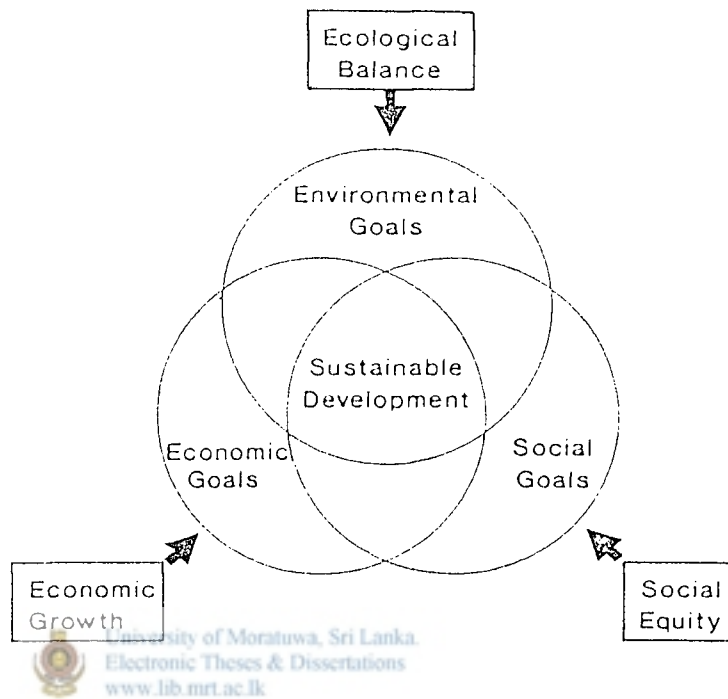 Ecological
Balance
Environmental
Goals
Sustainable
Development
Economic
Goals
Social
Goals
Economic
Growth
Social
Equity
University of Moratuwa, Sri Lanka.
Electronic Theses & Dissertations
www.lib.mrt.ac.lk